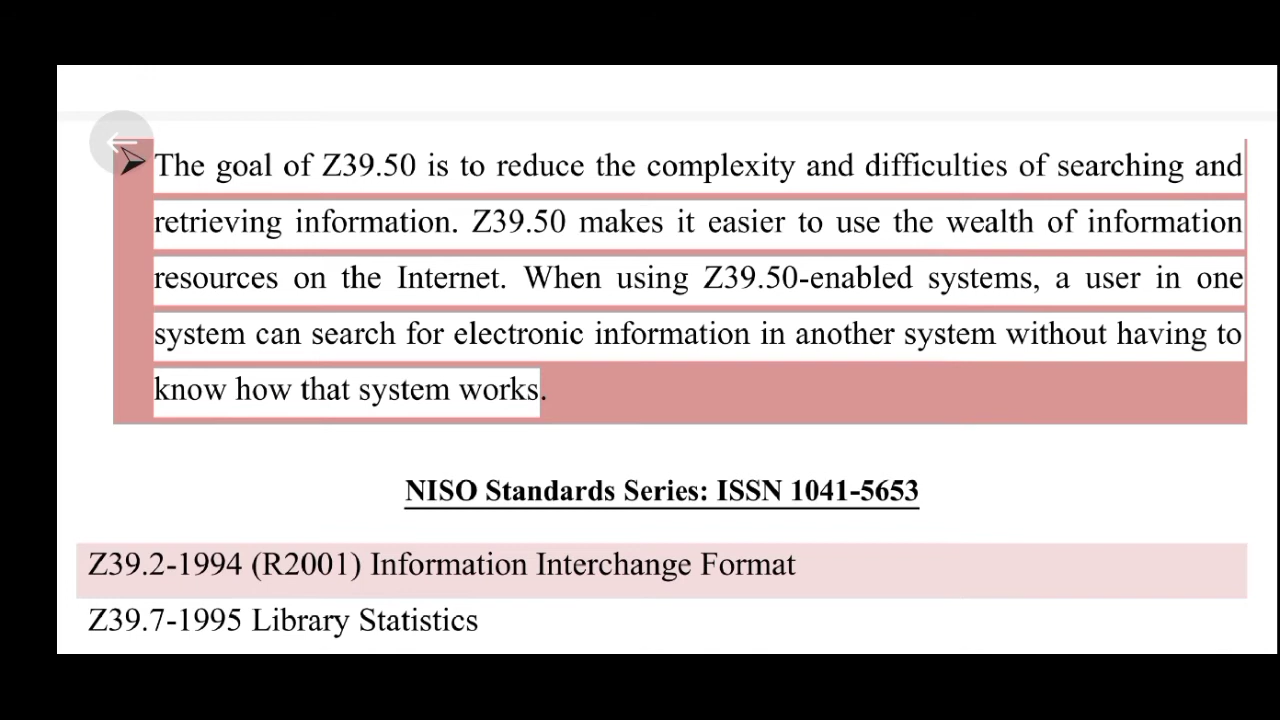 The goal of Z39.50 is to reduce the complexity and difficulties of searching and
retrieving information. Z39.50 makes it easier to use the wealth of information
resources on the Internet. When using Z39.50-enabled systems, a user in one
system can search for electronic information in another system without having to
know how that system works.
NISO Standards Series: ISSN 1041-5653
Z39.2-1994 (R2001) Information Interchange Format
Z39.7-1995 Library Statistics